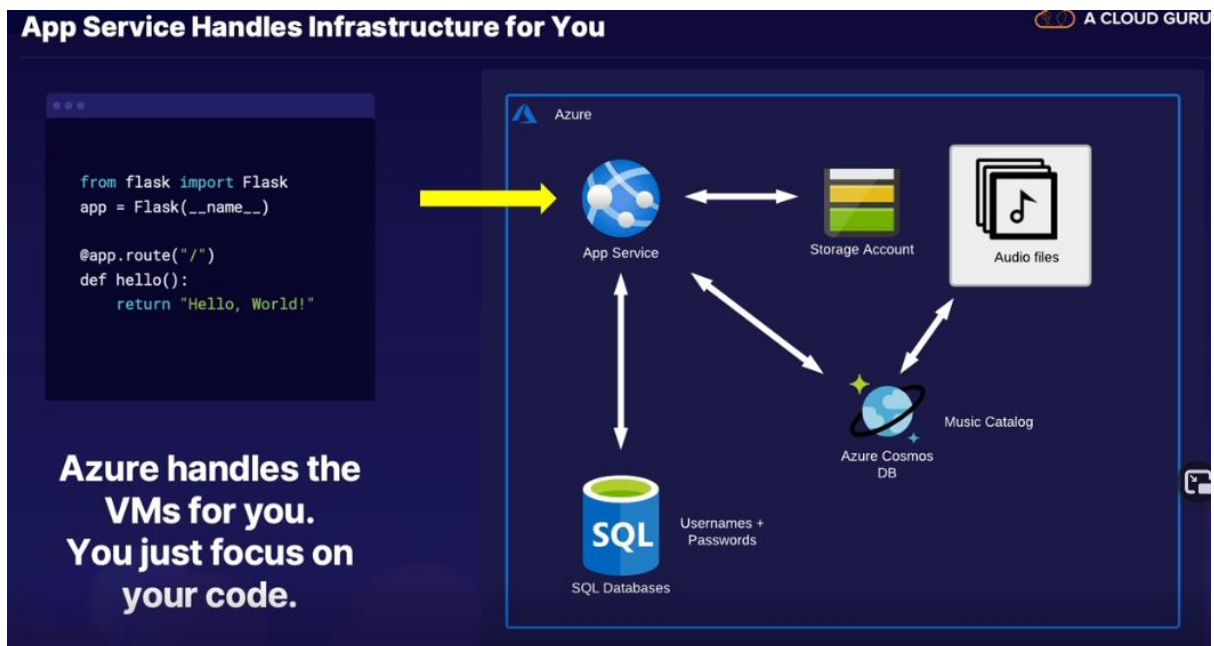 App Service Handles Infrastructure for You
A CLOUD GURU
from flask import Flask
app = Flask(__name__)
@app.route("/")
def hello():
return "Hello, World!"
Azure handles the
VMs for you.
You just focus on
your code.
Azure
App Service
Storage Account
Audio files
Music Catalog
Azure Cosmos
DB
SQL
Usernames +
Passwords
SQL Databases